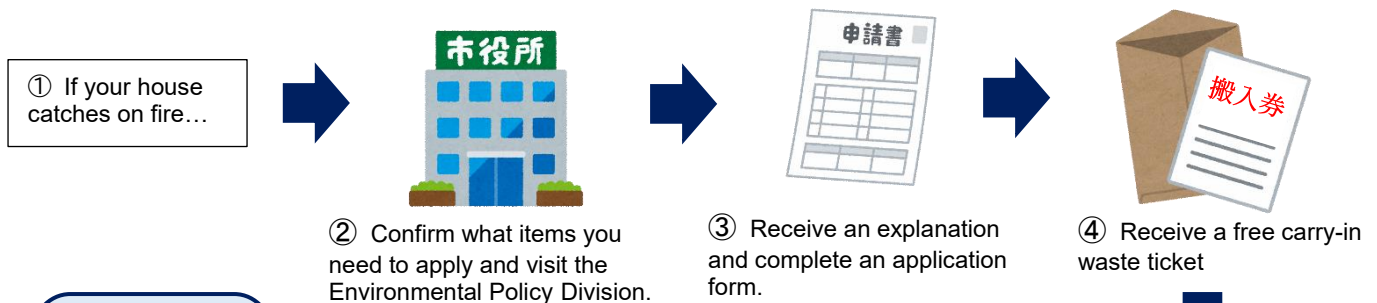 ① If your house
catches on fire…
市役所
② Confirm what items you
need to apply and visit the
Environmental Policy Division.
申請書
③ Receive an explanation
and complete an application
form.
搬入券
④ Receive a free carry-in
waste ticket